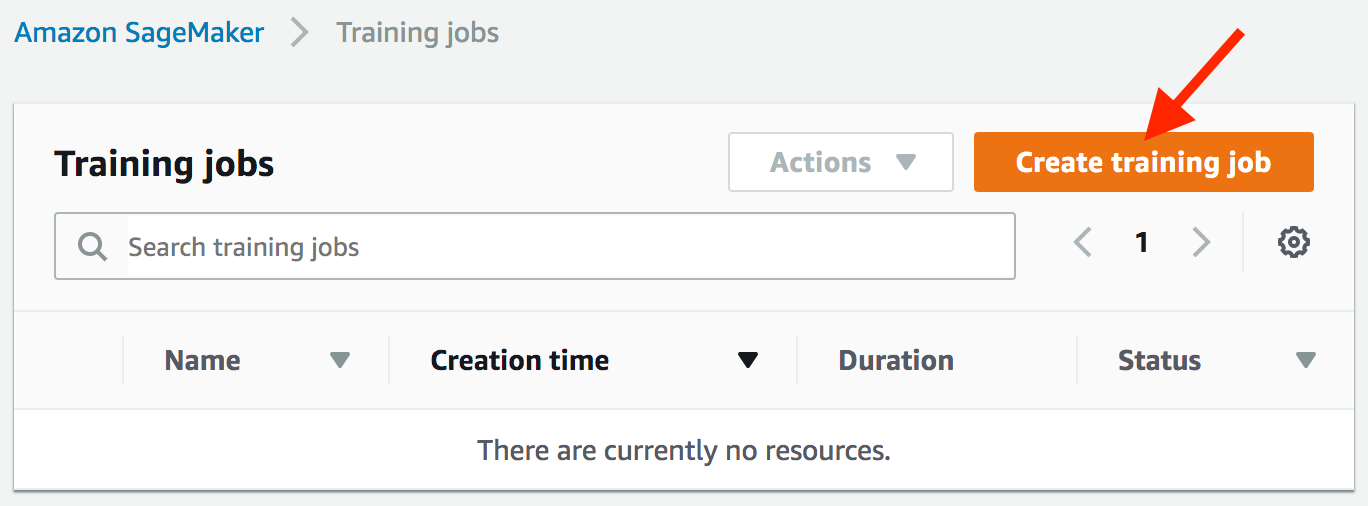 Amazon SageMaker > Training jobs
Training jobs Actions Create training job
Search training jobs 1
Name Creation time Duration Status
There are currently no resources.